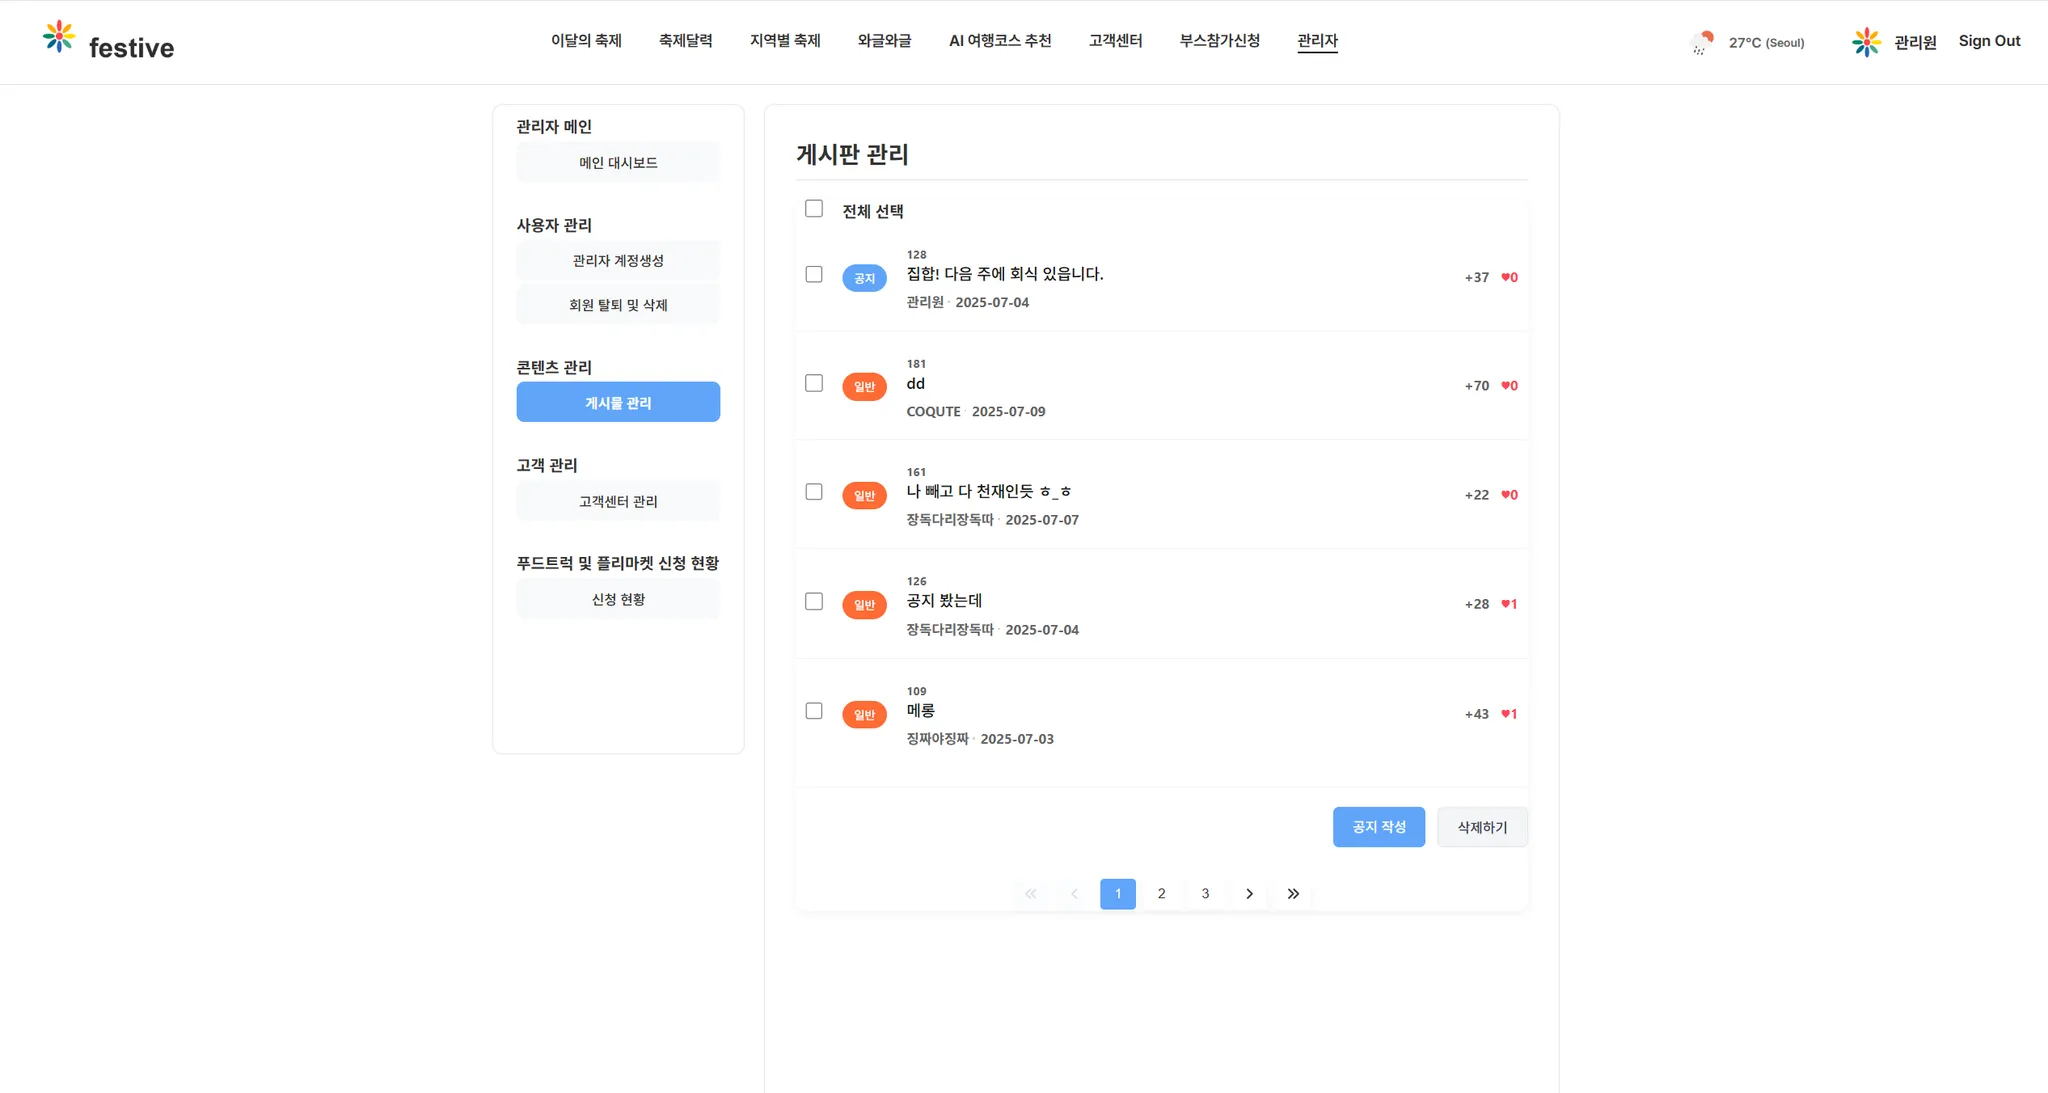 festive
이달의 축제 축제달력 지역별 축제 와글와글 AI 여행코스 추천 고객센터 부스참가신청 관리자
27°C (Seoul) 관리원 Sign Out
관리자 메인
메인 대시보드
사용자 관리
관리자 계정생성
회원 탈퇴 및 삭제
콘텐츠 관리
게시물 관리
고객 관리
고객센터 관리
푸드트럭 및 플리마켓 신청 현황
신청 현황
게시판 관리
전체 선택
128
공지 집합! 다음 주에 회식 있읍니다. +37 ♥0
관리원 · 2025-07-04
181
일반 dd +70 ♥0
COQUTE · 2025-07-09
161
일반 나 빼고 다 천재인듯 ㅎ_ㅎ +22 ♥0
장독다리장독따 · 2025-07-07
126
일반 공지 봤는데 +28 ♥1
장독다리장독따 · 2025-07-04
109
일반 메롱 +43 ♥1
징짜야징짜 · 2025-07-03
공지 작성 삭제하기
« ‹ 1 2 3 › »